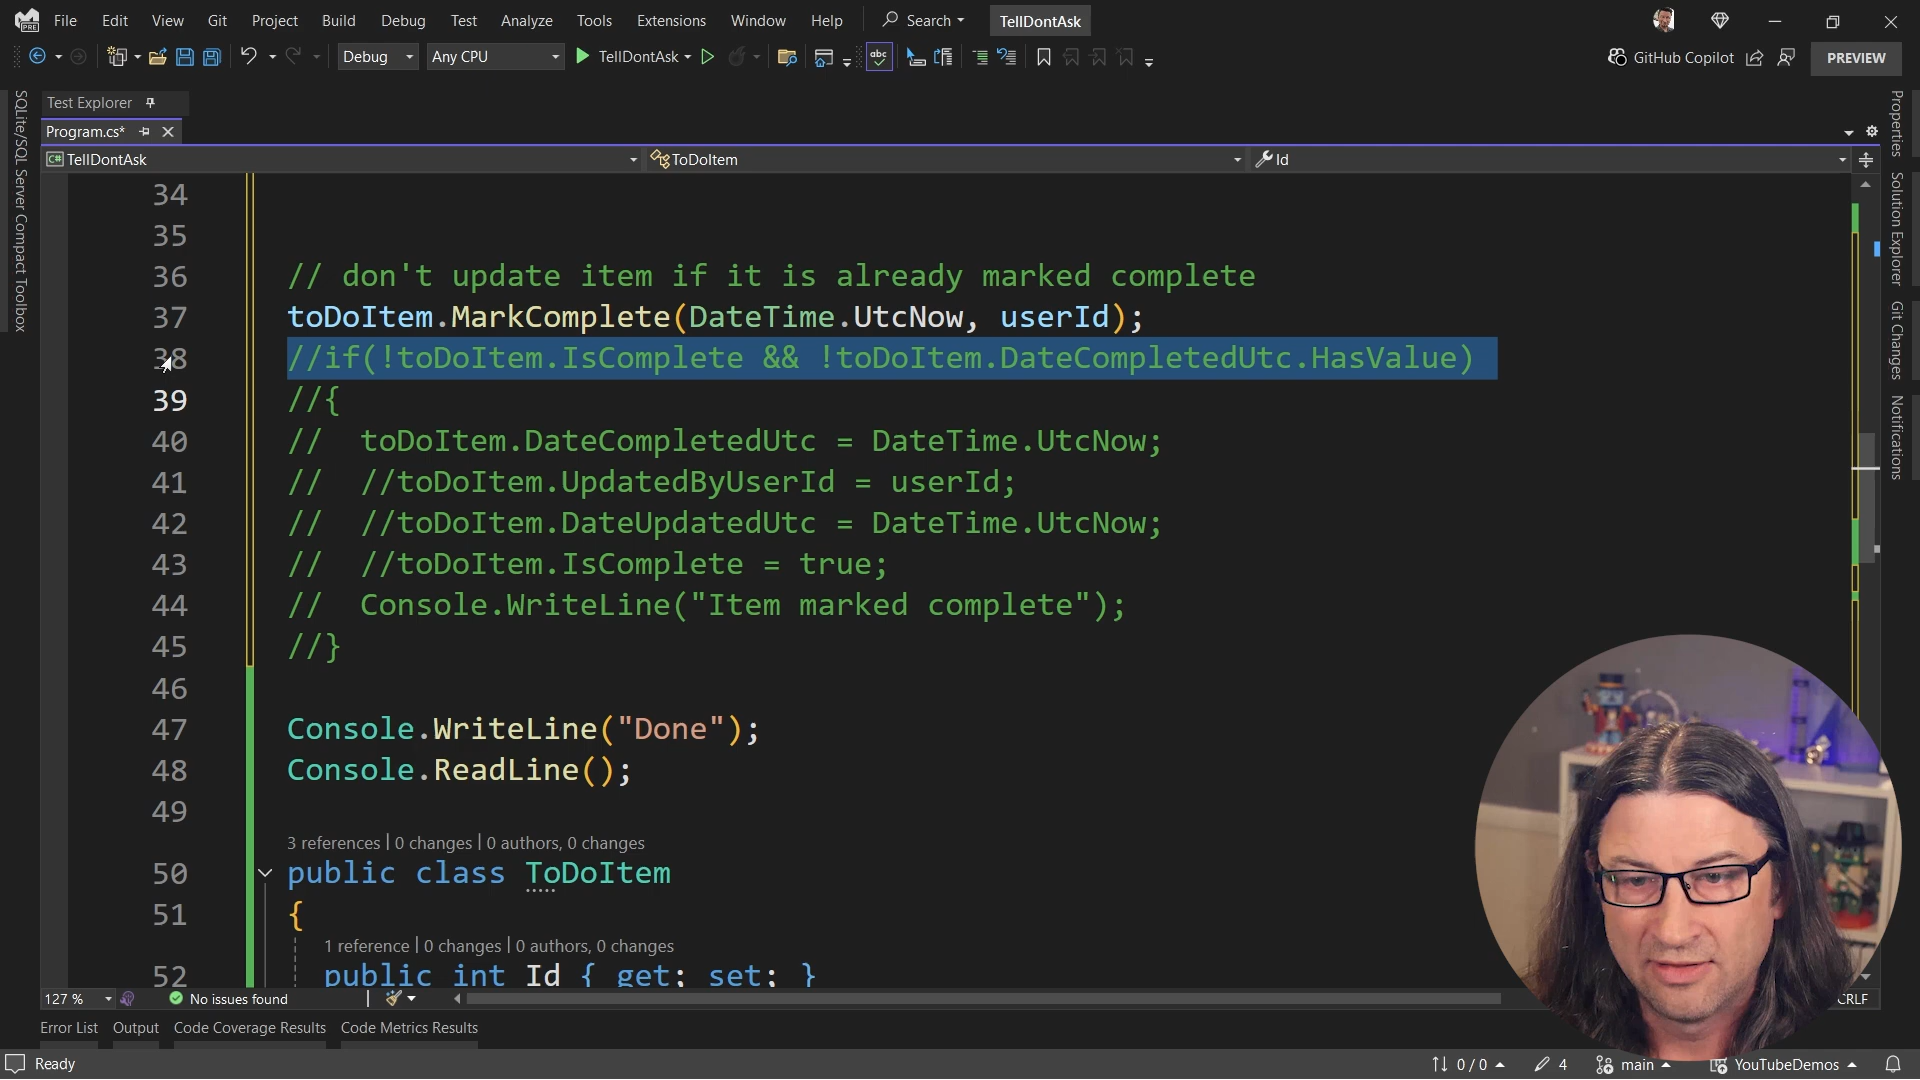 File Edit View Git Project Build Debug Test Analyze Tools Extensions Window Help Search TellDontAsk
Debug Any CPU TellDontAsk GitHub Copilot PREVIEW
SQLite/SQL Server Compact Toolbox
Test Explorer
Program.cs*
TellDontAsk ToDoItem Id
34
35
36 // don't update item if it is already marked complete
37 toDoItem.MarkComplete(DateTime.UtcNow, userId);
38 //if(!toDoItem.IsComplete && !toDoItem.DateCompletedUtc.HasValue)
39 //{
40 // toDoItem.DateCompletedUtc = DateTime.UtcNow;
41 // //toDoItem.UpdatedByUserId = userId;
42 // //toDoItem.DateUpdatedUtc = DateTime.UtcNow;
43 // //toDoItem.IsComplete = true;
44 // Console.WriteLine("Item marked complete");
45 //}
46
47 Console.WriteLine("Done");
48 Console.ReadLine();
49
3 references | 0 changes | 0 authors, 0 changes
50 public class ToDoItem
51 {
1 reference | 0 changes | 0 authors, 0 changes
52 public int Id { get; set; }
Properties
Solution Explorer
Git Changes
Notifications
127 % No issues found CRLF
Error List Output Code Coverage Results Code Metrics Results
Ready 0 / 0 4 main YouTubeDemos